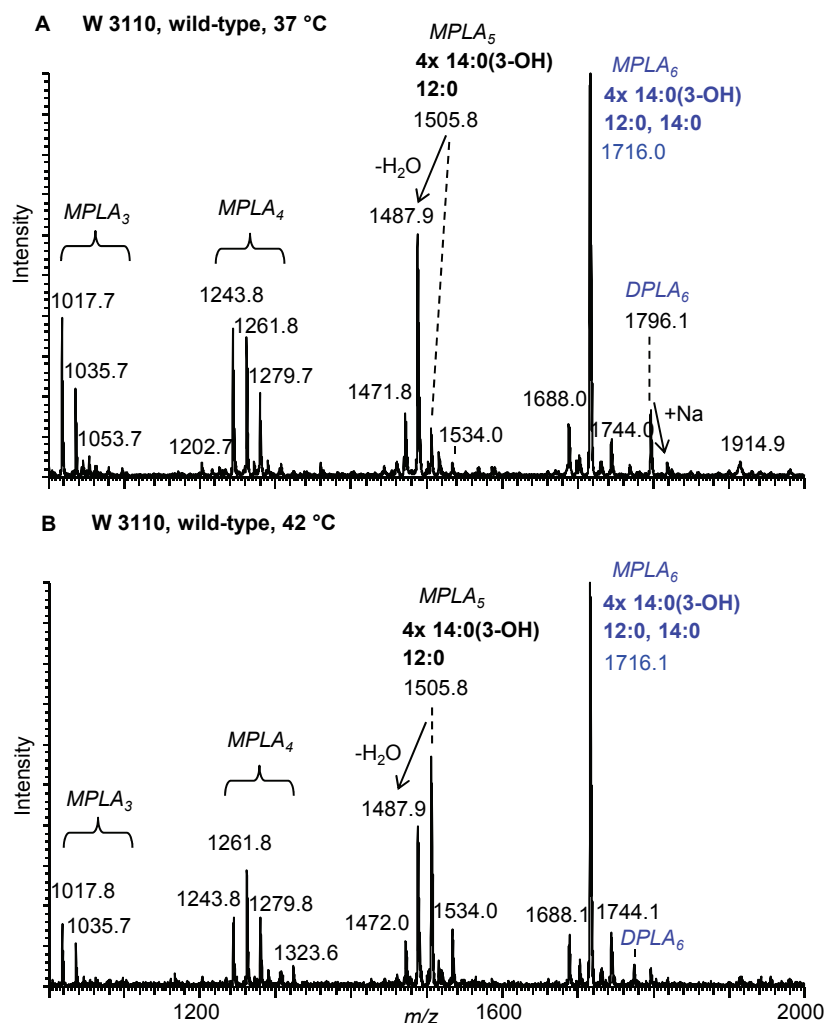 A W 3110, wild-type, 37 °C
MPLA5
4x 14:0(3-OH)
12:0
1505.8
-H2O
1487.9
MPLA6
4x 14:0(3-OH)
12:0, 14:0
1716.0
MPLA3
MPLA4
Intensity
1017.7
1035.7
1053.7
1202.7
1243.8
1261.8
1279.7
1471.8
1534.0
1688.0
1744.0
DPLA6
1796.1
+Na
1914.9
B W 3110, wild-type, 42 °C
MPLA5
4x 14:0(3-OH)
12:0
1505.8
-H2O
1487.9
MPLA6
4x 14:0(3-OH)
12:0, 14:0
1716.1
MPLA3
MPLA4
Intensity
1017.8
1035.7
1243.8
1261.8
1279.8
1323.6
1472.0
1534.0
1688.1
1744.1
DPLA6
1200
m/z
1600
2000